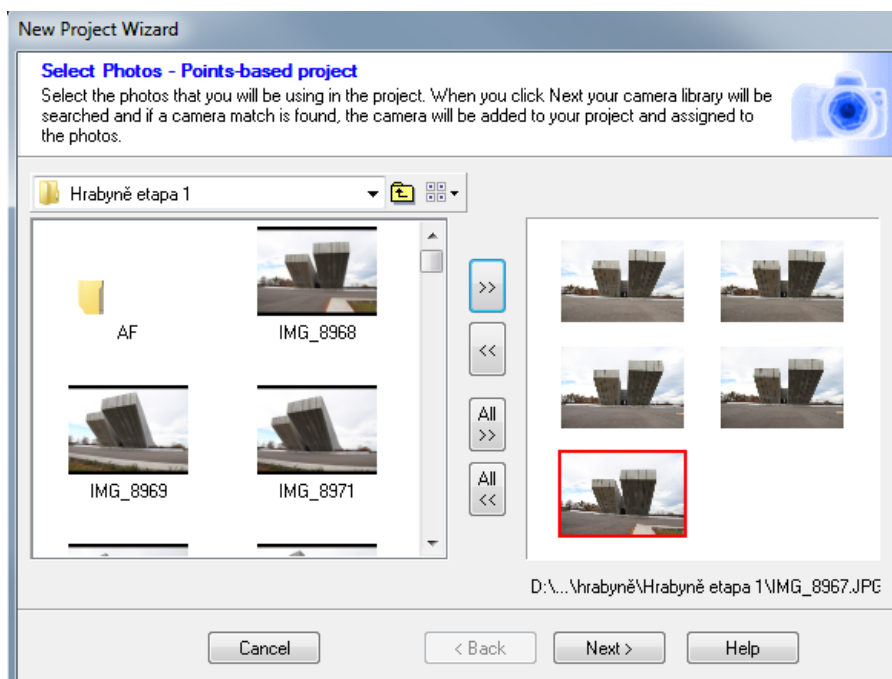 New Project Wizard
Select Photos - Points-based project
Select the photos that you will be using in the project. When you click Next your camera library will be
searched and if a camera match is found, the camera will be added to your project and assigned to
the photos.
Hrabyně etapa 1
AF
IMG_8968
IMG_8969
IMG_8971
>>
<<
All
>>
All
<<
D:\...\hrabyně\Hrabyně etapa 1\IMG_8967.JPG
Cancel
< Back
Next >
Help